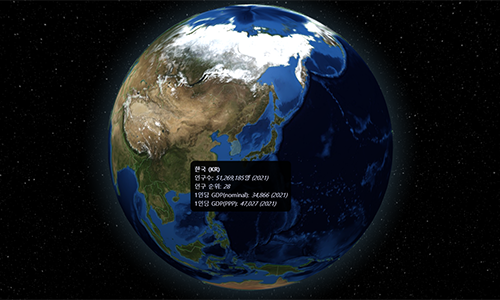 한국 (KR)
인구수: 51,269,185명 (2021)
인구 순위: 28
1인당 GDP(nominal): 34,866 (2021)
1인당 GDP(PPP): 47,027 (2021)